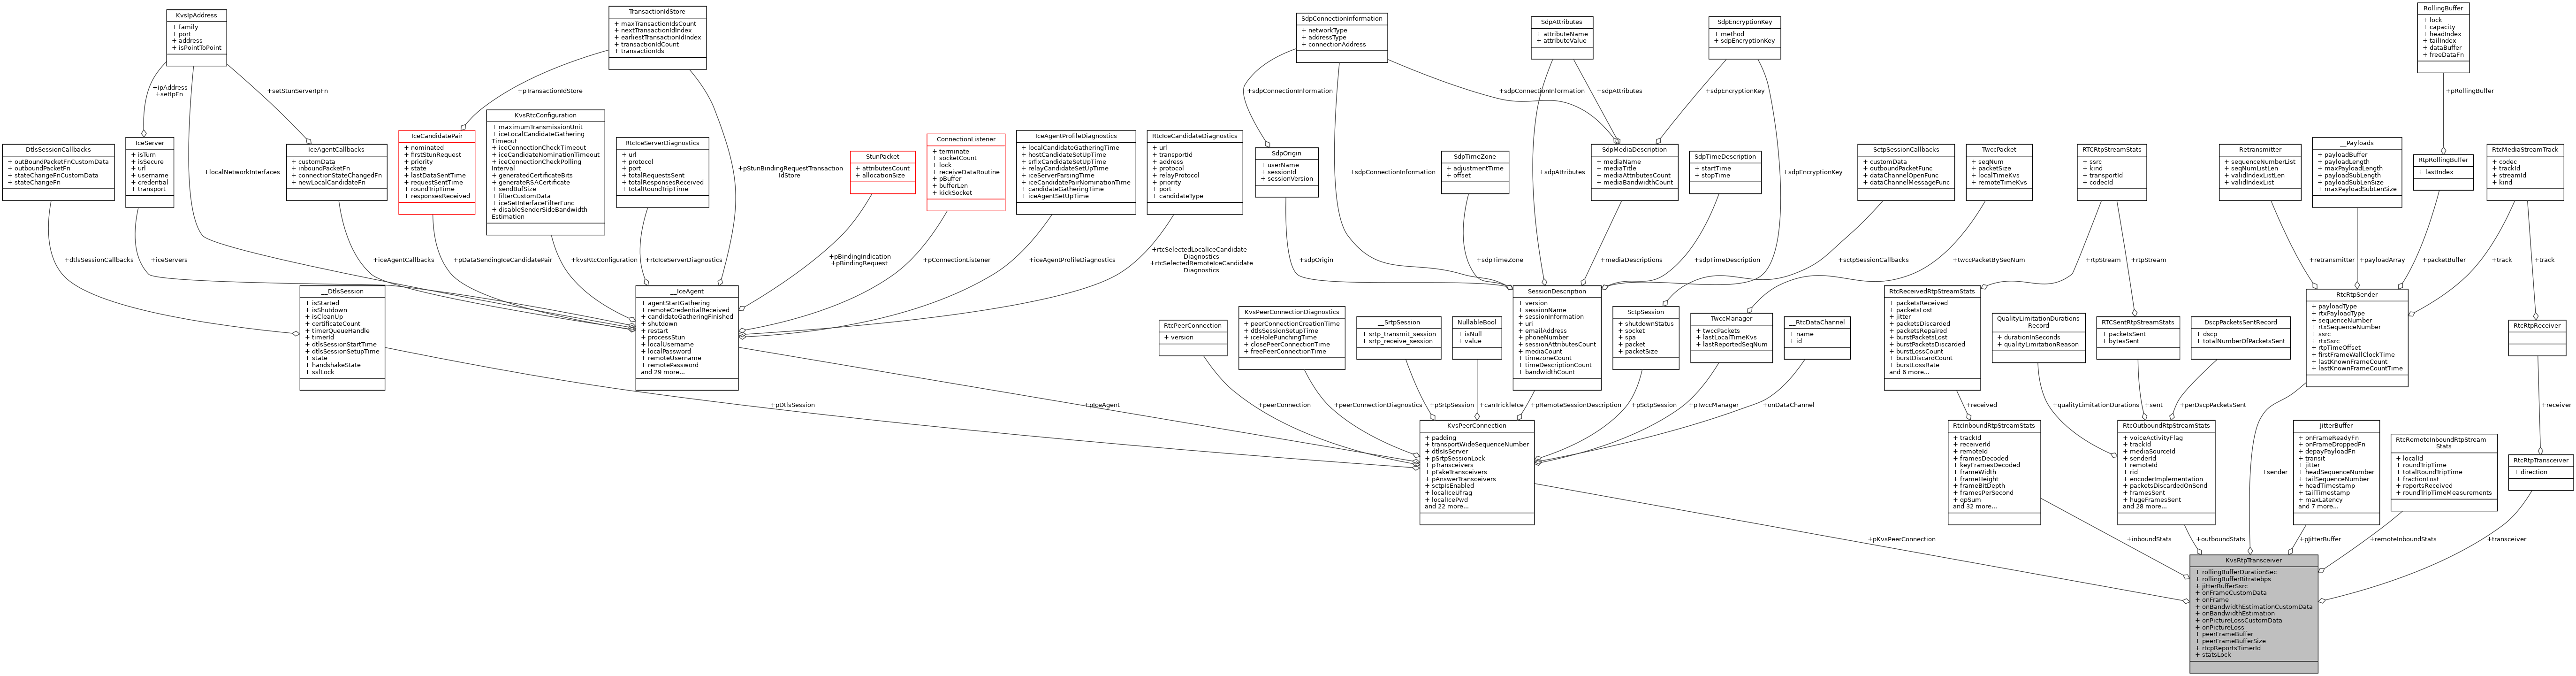 KvsIpAddress
+ family
+ port
+ address
+ isPointToPoint
TransactionIdStore
+ maxTransactionIdsCount
+ nextTransactionIdIndex
+ earliestTransactionIdIndex
+ transactionIdCount
+ transactionIds
SdpConnectionInformation
+ networkType
+ addressType
+ connectionAddress
SdpAttributes
+ attributeName
+ attributeValue
SdpEncryptionKey
+ method
+ sdpEncryptionKey
RollingBuffer
+ lock
+ capacity
+ headIndex
+ tailIndex
+ dataBuffer
+ freeDataFn
+ipAddress
+setIpFn
+setStunServerIpFn
+pTransactionIdStore
+sdpConnectionInformation
+sdpConnectionInformation
+sdpAttributes
+sdpEncryptionKey
+pRollingBuffer
DtlsSessionCallbacks
+ outBoundPacketFnCustomData
+ outboundPacketFn
+ stateChangeFnCustomData
+ stateChangeFn
IceServer
+ isTurn
+ isSecure
+ url
+ username
+ credential
+ transport
+localNetworkInterfaces
IceAgentCallbacks
+ customData
+ inboundPacketFn
+ connectionStateChangedFn
+ newLocalCandidateFn
IceCandidatePair
+ nominated
+ firstStunRequest
+ priority
+ state
+ lastDataSentTime
+ requestSentTime
+ roundTripTime
+ responsesReceived
KvsRtcConfiguration
+ maximumTransmissionUnit
+ iceLocalCandidateGathering
Timeout
+ iceConnectionCheckTimeout
+ iceCandidateNominationTimeout
+ iceConnectionCheckPolling
Interval
+ generatedCertificateBits
+ generateRSACertificate
+ sendBufSize
+ filterCustomData
+ iceSetInterfaceFilterFunc
+ disableSenderSideBandwidth
Estimation
RtcIceServerDiagnostics
+ url
+ protocol
+ port
+ totalRequestsSent
+ totalResponsesReceived
+ totalRoundTripTime
+pStunBindingRequestTransaction
IdStore
StunPacket
+ attributesCount
+ allocationSize
ConnectionListener
+ terminate
+ socketCount
+ lock
+ receiveDataRoutine
+ pBuffer
+ bufferLen
+ kickSocket
IceAgentProfileDiagnostics
+ localCandidateGatheringTime
+ hostCandidateSetUpTime
+ srflxCandidateSetUpTime
+ relayCandidateSetUpTime
+ iceServerParsingTime
+ iceCandidatePairNominationTime
+ candidateGatheringTime
+ iceAgentSetUpTime
RtcIceCandidateDiagnostics
+ url
+ transportId
+ address
+ protocol
+ relayProtocol
+ priority
+ port
+ candidateType
SdpOrigin
+ userName
+ sessionId
+ sessionVersion
+sdpConnectionInformation
SdpTimeZone
+ adjustmentTime
+ offset
+sdpAttributes
SdpMediaDescription
+ mediaName
+ mediaTitle
+ mediaAttributesCount
+ mediaBandwidthCount
SdpTimeDescription
+ startTime
+ stopTime
+sdpEncryptionKey
SctpSessionCallbacks
+ customData
+ outboundPacketFunc
+ dataChannelOpenFunc
+ dataChannelMessageFunc
TwccPacket
+ seqNum
+ packetSize
+ localTimeKvs
+ remoteTimeKvs
RTCRtpStreamStats
+ ssrc
+ kind
+ transportId
+ codecId
Retransmitter
+ sequenceNumberList
+ seqNumListLen
+ validIndexListLen
+ validIndexList
__Payloads
+ payloadBuffer
+ payloadLength
+ maxPayloadLength
+ payloadSubLength
+ payloadSubLenSize
+ maxPayloadSubLenSize
RtpRollingBuffer
+ lastIndex
RtcMediaStreamTrack
+ codec
+ trackId
+ streamId
+ kind
+dtlsSessionCallbacks
+iceServers
+iceAgentCallbacks
+pDataSendingIceCandidatePair
+kvsRtcConfiguration
+rtcIceServerDiagnostics
+pBindingIndication
+pBindingRequest
+pConnectionListener
+iceAgentProfileDiagnostics
+rtcSelectedLocalIceCandidate
Diagnostics
+rtcSelectedRemoteIceCandidate
Diagnostics
+sdpOrigin
+sdpTimeZone
+mediaDescriptions
+sdpTimeDescription
+sctpSessionCallbacks
+twccPacketBySeqNum
+rtpStream
+rtpStream
+retransmitter
+payloadArray
+packetBuffer
+track
+track
__DtlsSession
+ isStarted
+ isShutdown
+ isCleanUp
+ certificateCount
+ timerQueueHandle
+ timerId
+ dtlsSessionStartTime
+ dtlsSessionSetupTime
+ state
+ handshakeState
+ sslLock
__IceAgent
+ agentStartGathering
+ remoteCredentialReceived
+ candidateGatheringFinished
+ shutdown
+ restart
+ processStun
+ localUsername
+ localPassword
+ remoteUsername
+ remotePassword
and 29 more...
RtcPeerConnection
+ version
KvsPeerConnectionDiagnostics
+ peerConnectionCreationTime
+ dtlsSessionSetupTime
+ iceHolePunchingTime
+ closePeerConnectionTime
+ freePeerConnectionTime
__SrtpSession
+ srtp_transmit_session
+ srtp_receive_session
NullableBool
+ isNull
+ value
SessionDescription
+ version
+ sessionName
+ sessionInformation
+ uri
+ emailAddress
+ phoneNumber
+ sessionAttributesCount
+ mediaCount
+ timezoneCount
+ timeDescriptionCount
+ bandwidthCount
SctpSession
+ shutdownStatus
+ socket
+ spa
+ packet
+ packetSize
TwccManager
+ twccPackets
+ lastLocalTimeKvs
+ lastReportedSeqNum
__RtcDataChannel
+ name
+ id
RtcReceivedRtpStreamStats
+ packetsReceived
+ packetsLost
+ jitter
+ packetsDiscarded
+ packetsRepaired
+ burstPacketsLost
+ burstPacketsDiscarded
+ burstLossCount
+ burstDiscardCount
+ burstLossRate
and 6 more...
QualityLimitationDurations
Record
+ durationInSeconds
+ qualityLimitationReason
RTCSentRtpStreamStats
+ packetsSent
+ bytesSent
DscpPacketsSentRecord
+ dscp
+ totalNumberOfPacketsSent
RtcRtpSender
+ payloadType
+ rtxPayloadType
+ sequenceNumber
+ rtxSequenceNumber
+ ssrc
+ rtxSsrc
+ rtpTimeOffset
+ firstFrameWallClockTime
+ lastKnownFrameCount
+ lastKnownFrameCountTime
RtcRtpReceiver
+pDtlsSession
+pIceAgent
+peerConnection
+peerConnectionDiagnostics
+pSrtpSession
+canTrickleIce
+pRemoteSessionDescription
+pSctpSession
+pTwccManager
+onDataChannel
+received
+qualityLimitationDurations
+sent
+perDscpPacketsSent
+receiver
KvsPeerConnection
+ padding
+ transportWideSequenceNumber
+ dtlsIsServer
+ pSrtpSessionLock
+ pTransceivers
+ pFakeTransceivers
+ pAnswerTransceivers
+ sctpIsEnabled
+ localIceUfrag
+ localIcePwd
and 22 more...
RtcInboundRtpStreamStats
+ trackId
+ receiverId
+ remoteId
+ framesDecoded
+ keyFramesDecoded
+ frameWidth
+ frameHeight
+ frameBitDepth
+ framesPerSecond
+ qpSum
and 32 more...
RtcOutboundRtpStreamStats
+ voiceActivityFlag
+ trackId
+ mediaSourceId
+ senderId
+ remoteId
+ rid
+ encoderImplementation
+ packetsDiscardedOnSend
+ framesSent
+ hugeFramesSent
and 28 more...
+sender
JitterBuffer
+ onFrameReadyFn
+ onFrameDroppedFn
+ depayPayloadFn
+ transit
+ jitter
+ headSequenceNumber
+ tailSequenceNumber
+ headTimestamp
+ tailTimestamp
+ maxLatency
and 7 more...
RtcRemoteInboundRtpStream
Stats
+ localId
+ roundTripTime
+ totalRoundTripTime
+ fractionLost
+ reportsReceived
+ roundTripTimeMeasurements
RtcRtpTransceiver
+ direction
+pKvsPeerConnection
+inboundStats
+outboundStats
+pJitterBuffer
+remoteInboundStats
+transceiver
KvsRtpTransceiver
+ rollingBufferDurationSec
+ rollingBufferBitratebps
+ jitterBufferSsrc
+ onFrameCustomData
+ onFrame
+ onBandwidthEstimationCustomData
+ onBandwidthEstimation
+ onPictureLossCustomData
+ onPictureLoss
+ peerFrameBuffer
+ peerFrameBufferSize
+ rtcpReportsTimerId
+ statsLock